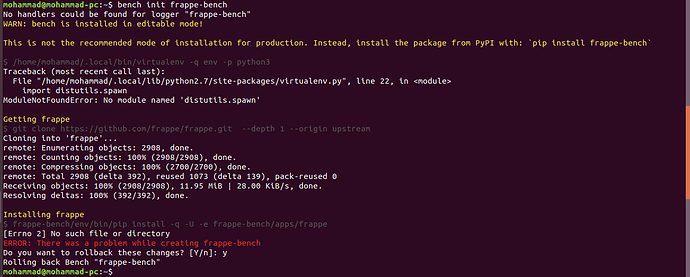 mohammad@mohammad-pc:~$ bench init frappe-bench
No handlers could be found for logger "frappe-bench"
WARN: bench is installed in editable mode!
This is not the recommended mode of installation for production. Instead, install the package from PyPI with: `pip install frappe-bench`
$ /home/mohammad/.local/bin/virtualenv -q env -p python3
Traceback (most recent call last):
  File "/home/mohammad/.local/lib/python2.7/site-packages/virtualenv.py", line 22, in <module>
    import distutils.spawn
ModuleNotFoundError: No module named 'distutils.spawn'
Getting frappe
$ git clone https://github.com/frappe/frappe.git  --depth 1 --origin upstream
Cloning into 'frappe'...
remote: Enumerating objects: 2908, done.
remote: Counting objects: 100% (2908/2908), done.
remote: Compressing objects: 100% (2700/2700), done.
remote: Total 2908 (delta 392), reused 1073 (delta 139), pack-reused 0
Receiving objects: 100% (2908/2908), 11.95 MiB | 28.00 KiB/s, done.
Resolving deltas: 100% (392/392), done.
Installing frappe
$ frappe-bench/env/bin/pip install -q -U -e frappe-bench/apps/frappe
[Errno 2] No such file or directory
ERROR: There was a problem while creating frappe-bench
Do you want to rollback these changes? [Y/n]: y
Rolling back Bench "frappe-bench"
mohammad@mohammad-pc:~$